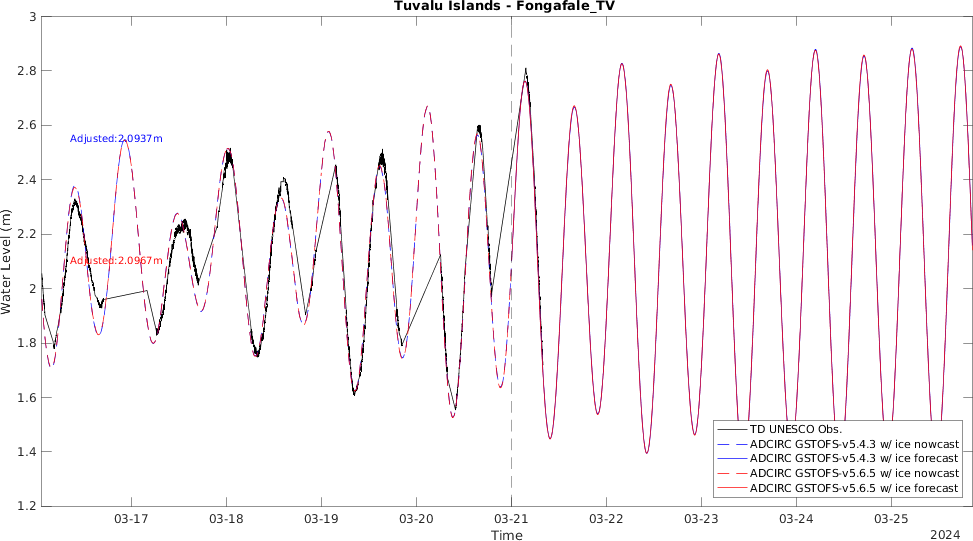 Tuvalu Islands - Fongafale_TV
3
2.8
2.6
2.4
2.2
2
1.8
1.6
1.4
1.2
Water Level (m)
Adjusted:2.0937m
Adjusted:2.0967m
TD UNESCO Obs.
ADCIRC GSTOFS-v5.4.3 w/ ice nowcast
ADCIRC GSTOFS-v5.4.3 w/ ice forecast
ADCIRC GSTOFS-v5.6.5 w/ ice nowcast
ADCIRC GSTOFS-v5.6.5 w/ ice forecast
03-17 03-18 03-19 03-20 03-21 03-22 03-23 03-24 03-25
Time
2024